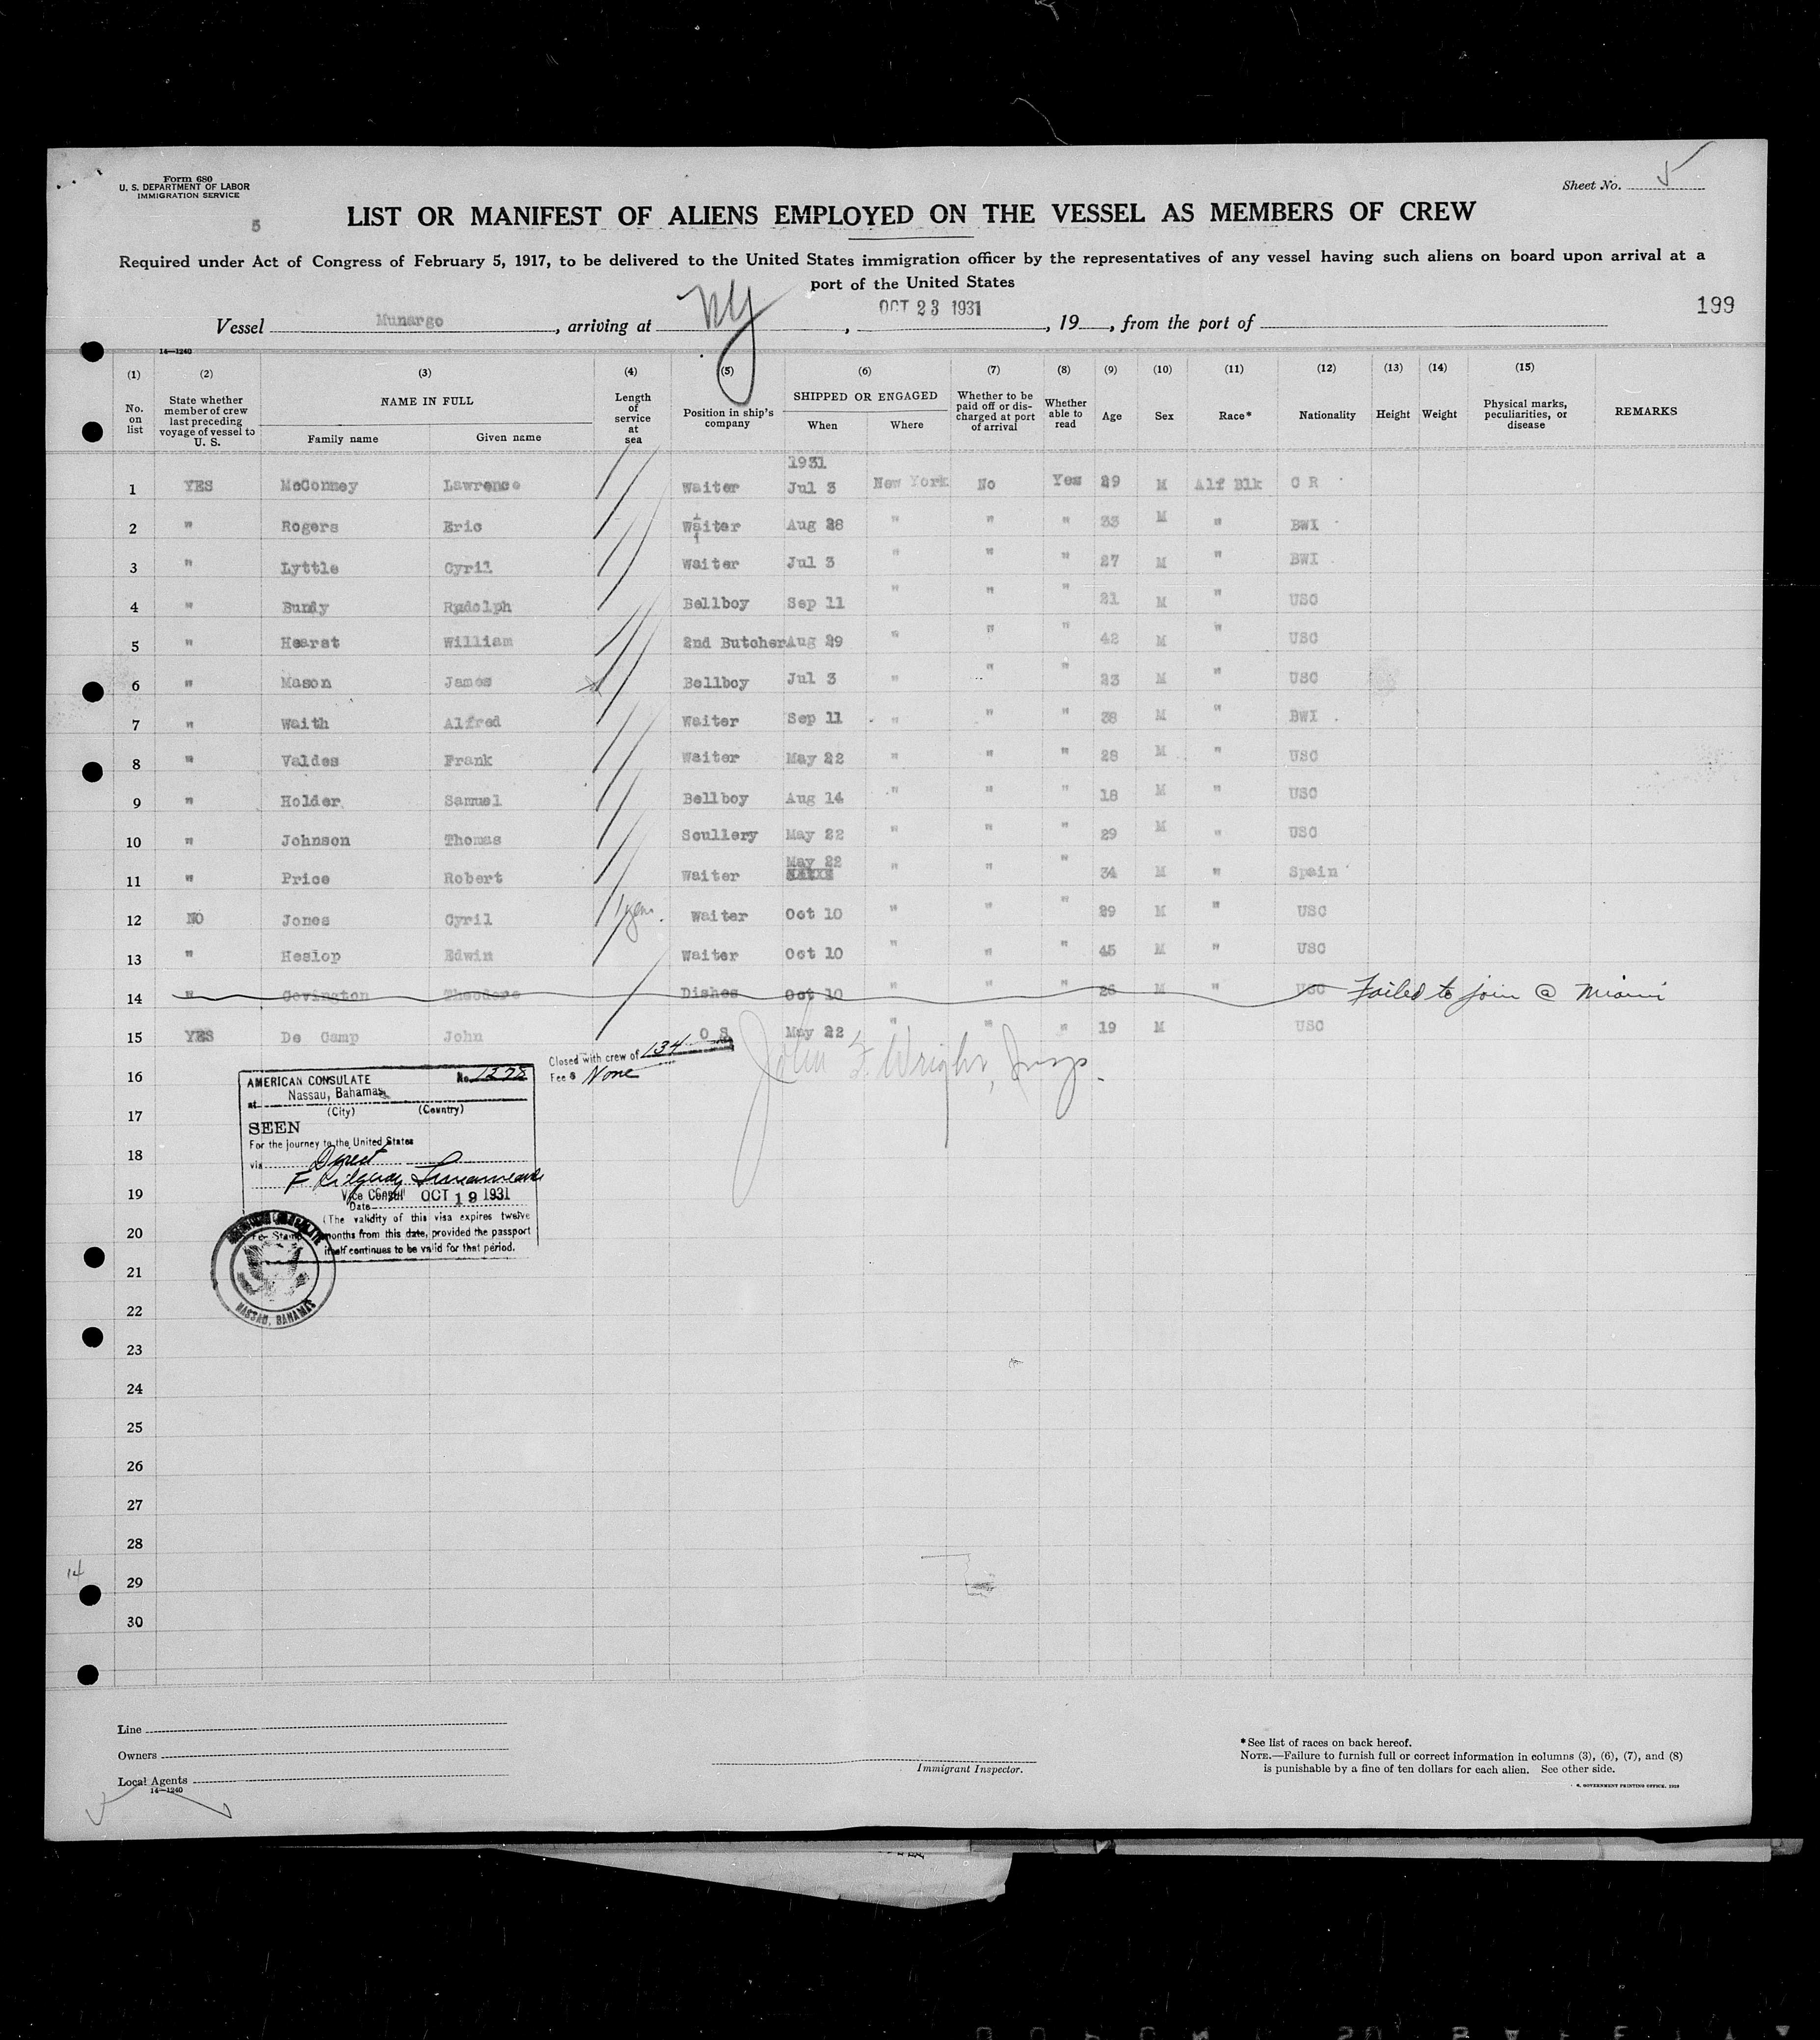 Form 680
U. S. DEPARTMENT OF LABOR
IMMIGRATION SERVICE
Sheet No. 5
5
LIST OR MANIFEST OF ALIENS EMPLOYED ON THE VESSEL AS MEMBERS OF CREW
Required under Act of Congress of February 5, 1917, to be delivered to the United States immigration officer by the representatives of any vessel having such aliens on board upon arrival at a
port of the United States
199
Vessel Munargo, arriving at NY, OCT 23 1931, 19__, from the port of
14—1240
(1) (2) (3) (4) (5) (6) (7) (8) (9) (10) (11) (12) (13) (14) (15)
No. on list State whether member of crew last preceding voyage of vessel to U. S. NAME IN FULL Family name Given name Length of service at sea Position in ship's company SHIPPED OR ENGAGED When Where Whether to be paid off or discharged at port of arrival Whether able to read Age Sex Race* Nationality Height Weight Physical marks, peculiarities, or disease REMARKS
1931
1 YES McConney Lawrence Waiter Jul 3 New York No Yes 29 M Alf Blk C R
2 " Rogers Eric Waiter Aug 28 " " " 33 M " BWI
3 " Lyttle Cyril Waiter Jul 3 " " " 27 M " BWI
4 " Bundy Rudolph Bellboy Sep 11 " " " 21 M " USC
5 " Hearst William 2nd Butcher Aug 29 " " " 42 M " USC
6 " Mason James Bellboy Jul 3 " " " 23 M " USC
7 " Waith Alfred Waiter Sep 11 " " " 38 M " BWI
8 " Valdes Frank Waiter May 22 " " " 28 M " USC
9 " Holder Samuel Bellboy Aug 14 " " " 18 M " USC
10 " Johnson Thomas Scullery May 22 " " " 29 M " USC
11 " Price Robert Waiter May 22 " " " 34 M " Spain
12 NO Jones Cyril 1 year Waiter Oct 10 " " " 29 M " USC
13 " Heslop Edwin Waiter Oct 10 " " " 45 M " USC
14 " Covington Theodore Dishes Oct 10 " " " 26 M " USC Failed to join @ Miami
15 YES De Camp John O S May 22 " " " 19 M USC
Closed with crew of 134
Fee $ None
John F. Wright, Insp.
16
17
18
19
20
21
22
23
24
25
26
27
28
29
30
AMERICAN CONSULATE No. 1278
at Nassau, Bahamas
(City) (Country)
SEEN
For the journey to the United States
via Direct
Vice Consul
Date OCT 19 1931
(The validity of this visa expires twelve
months from this date, provided the passport
itself continues to be valid for that period.
Fee Stamp
NASSAU, BAHAMAS
14
Line
Owners
Local Agents
14—1240
Immigrant Inspector.
*See list of races on back hereof.
NOTE.—Failure to furnish full or correct information in columns (3), (6), (7), and (8)
is punishable by a fine of ten dollars for each alien. See other side.
GOVERNMENT PRINTING OFFICE